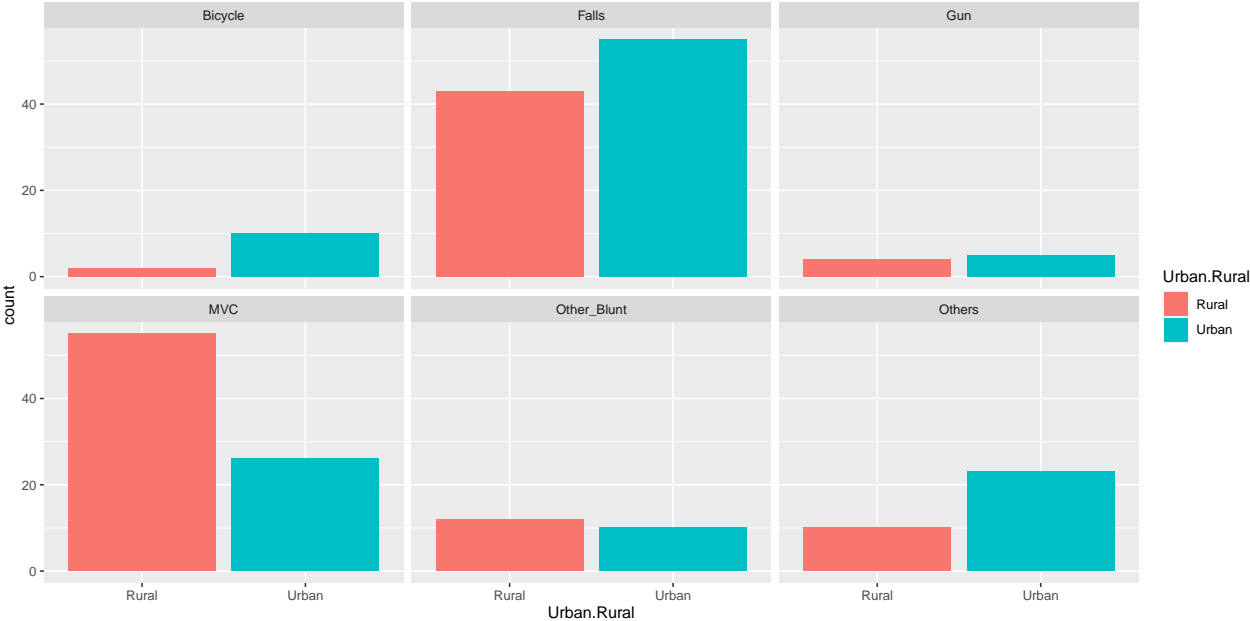 Bicycle
Falls
Gun
40
20
0
MVC
Other_Blunt
Others
40
20
0
Rural
Urban
Rural
Urban
Rural
Urban
Urban.Rural
count
Urban.Rural
Rural
Urban